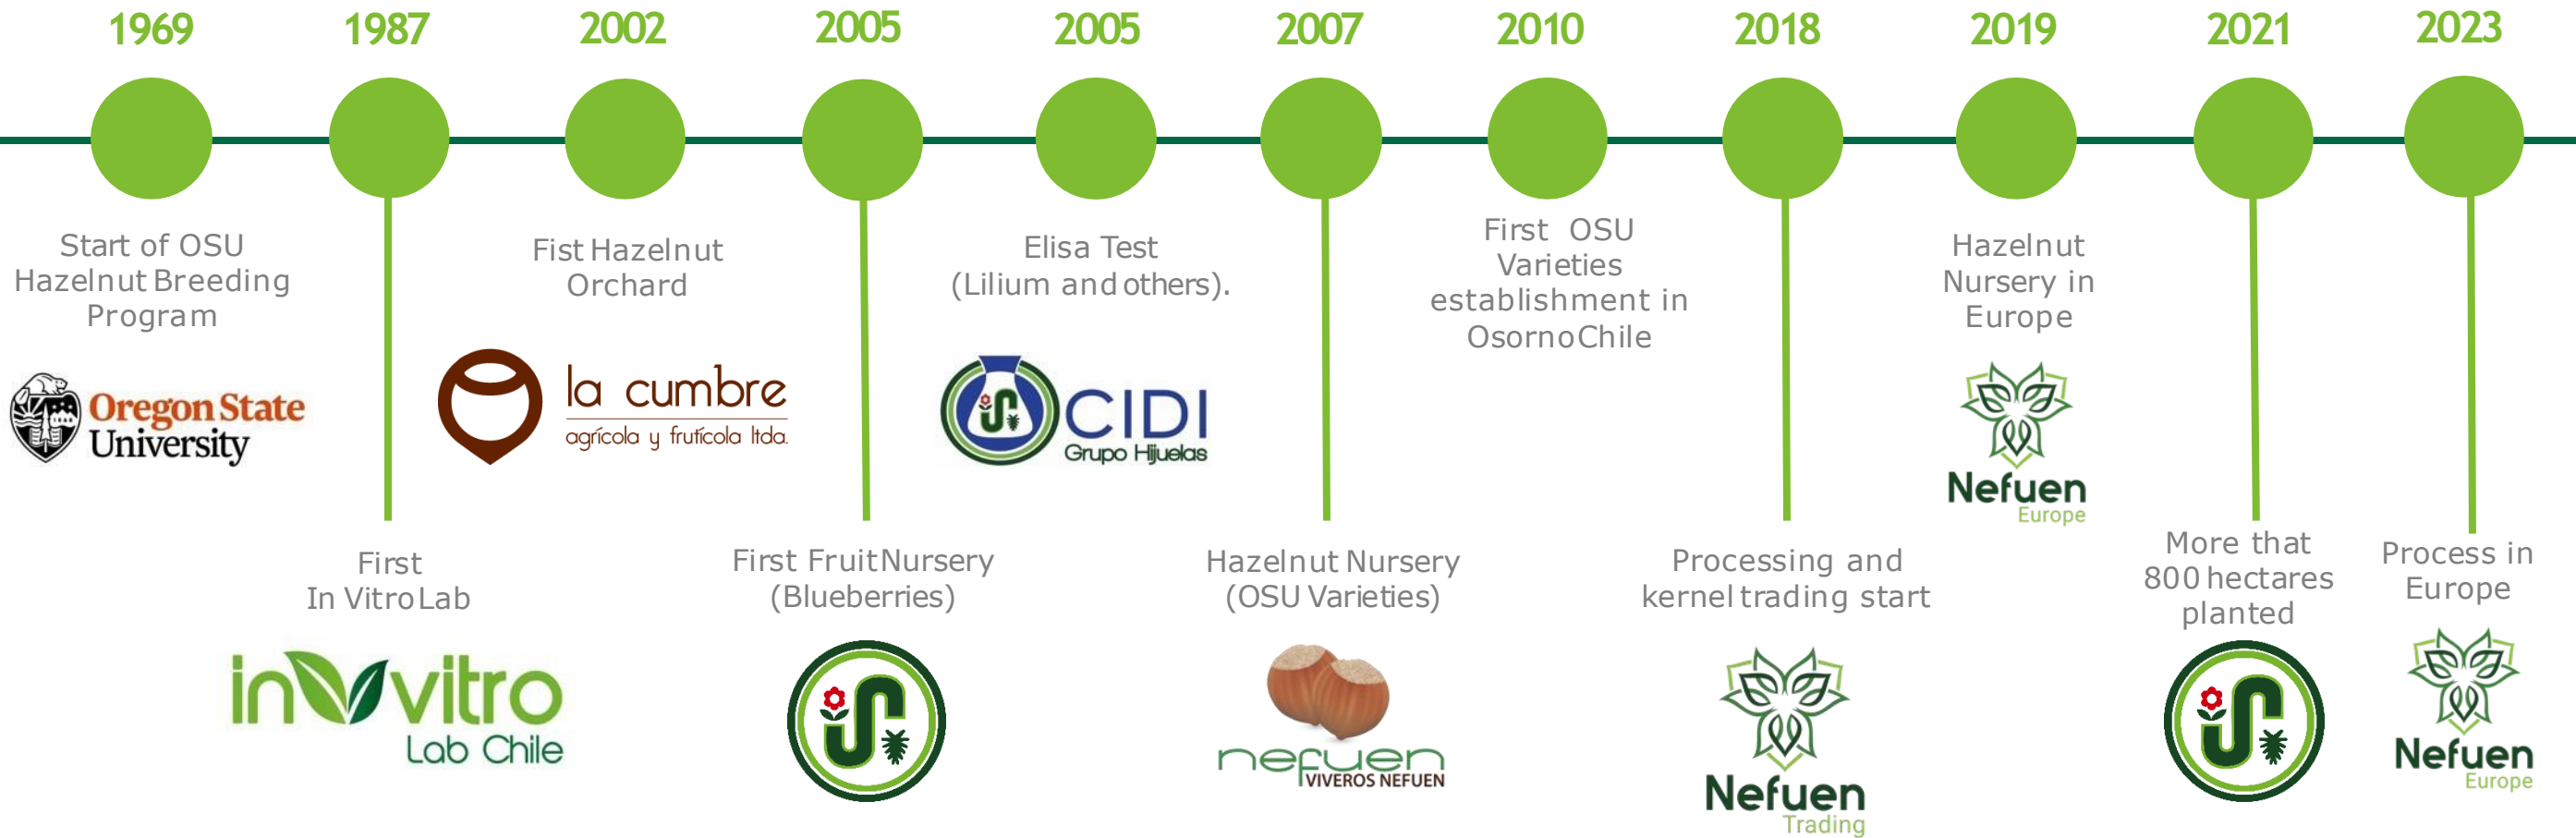 1969
1987
2002
2005
2005
2007
2010
2018
2019
2021
2023
Start of OSU
Hazelnut Breeding
Program
Oregon State
University
First
In Vitro Lab
in vitro
Lab Chile
Fist Hazelnut
Orchard
la cumbre
agrícola y frutícola ltda.
First Fruit Nursery
(Blueberries)
Elisa Test
(Lilium and others).
CIDI
Grupo Hijuelas
Hazelnut Nursery
(OSU Varieties)
nefuen
VIVEROS NEFUEN
First OSU
Varieties
establishment in
Osorno Chile
Processing and
kernel trading start
Nefuen
Trading
Hazelnut
Nursery in
Europe
Nefuen
Europe
More that
800 hectares
planted
Process in
Europe
Nefuen
Europe